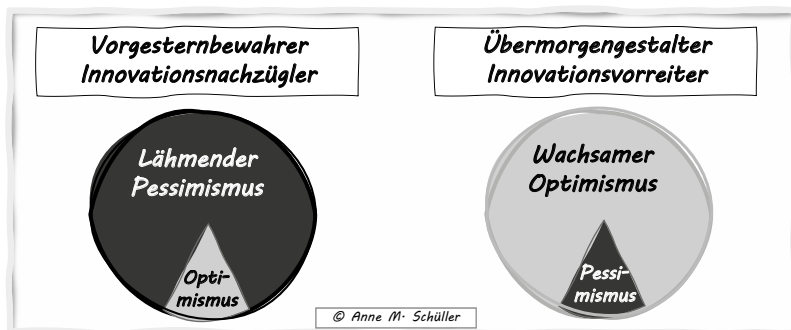 Vorgesternbewahrer
Innovationsnachzügler
Übermorgengestalter
Innovationsvorreiter
Lähmender
Pessimismus
Opti-
mismus
Wachsamer
Optimismus
Pessi-
mismus
© Anne M. Schüller